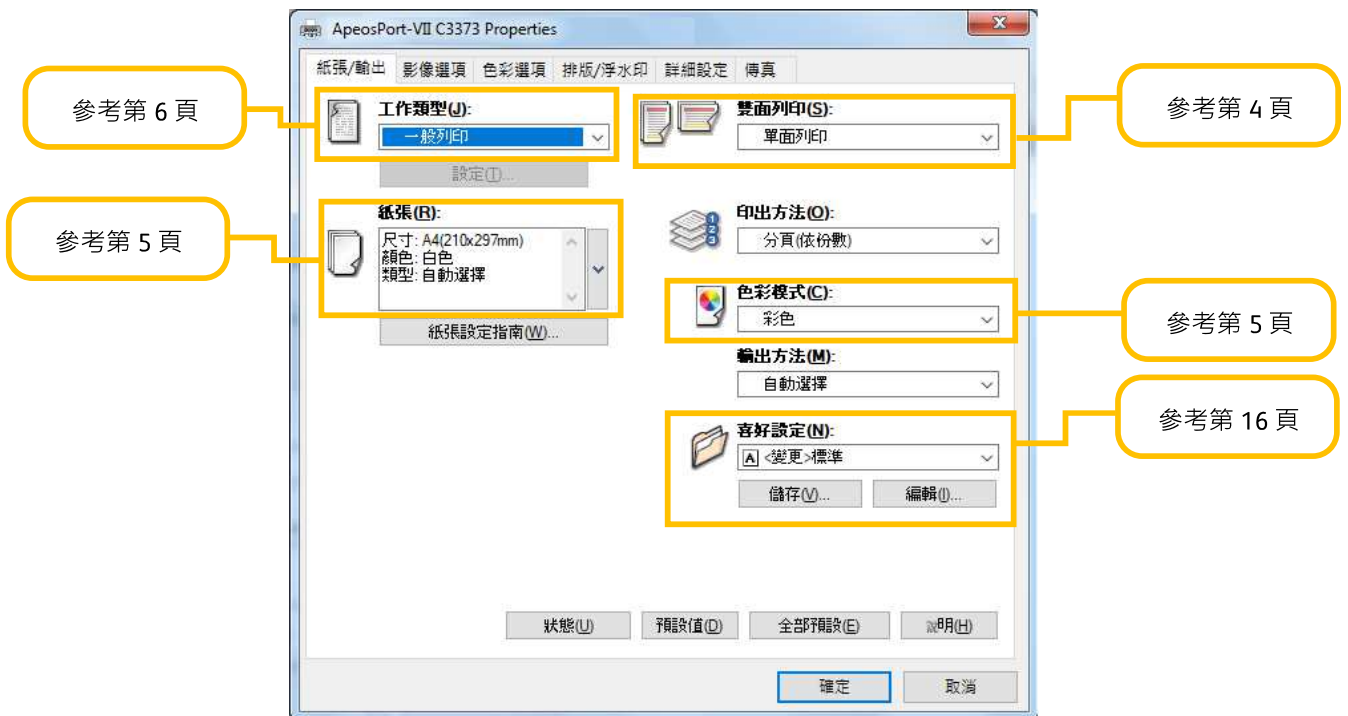 ApeosPort-VII C3373 Properties
紙張/輸出 影像選項 色彩選項 排版/浮水印 詳細設定 傳真
參考第 6 頁
工作類型(J):
一般列印
設定(T)...
參考第 5 頁
紙張(R):
尺寸: A4(210x297mm)
顏色: 白色
類型: 自動選擇
紙張設定指南(W)...
雙面列印(S):
單面列印
參考第 4 頁
印出方法(O):
分頁(依份數)
色彩模式(C):
彩色
參考第 5 頁
輸出方法(M):
自動選擇
喜好設定(N):
A <變更>標準
儲存(V)... 編輯(I)...
參考第 16 頁
狀態(U) 預設值(D) 全部預設(E) 說明(H)
確定 取消